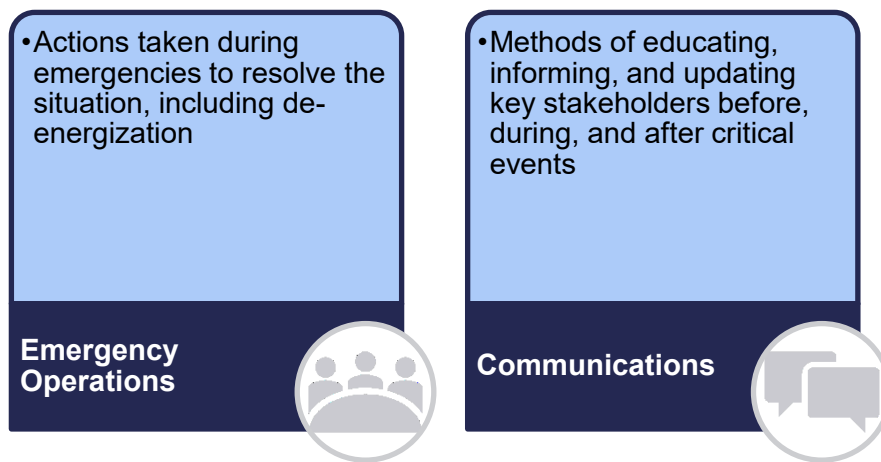 •Actions taken during
emergencies to resolve the
situation, including de-
energization
Emergency
Operations
•Methods of educating,
informing, and updating
key stakeholders before,
during, and after critical
events
Communications